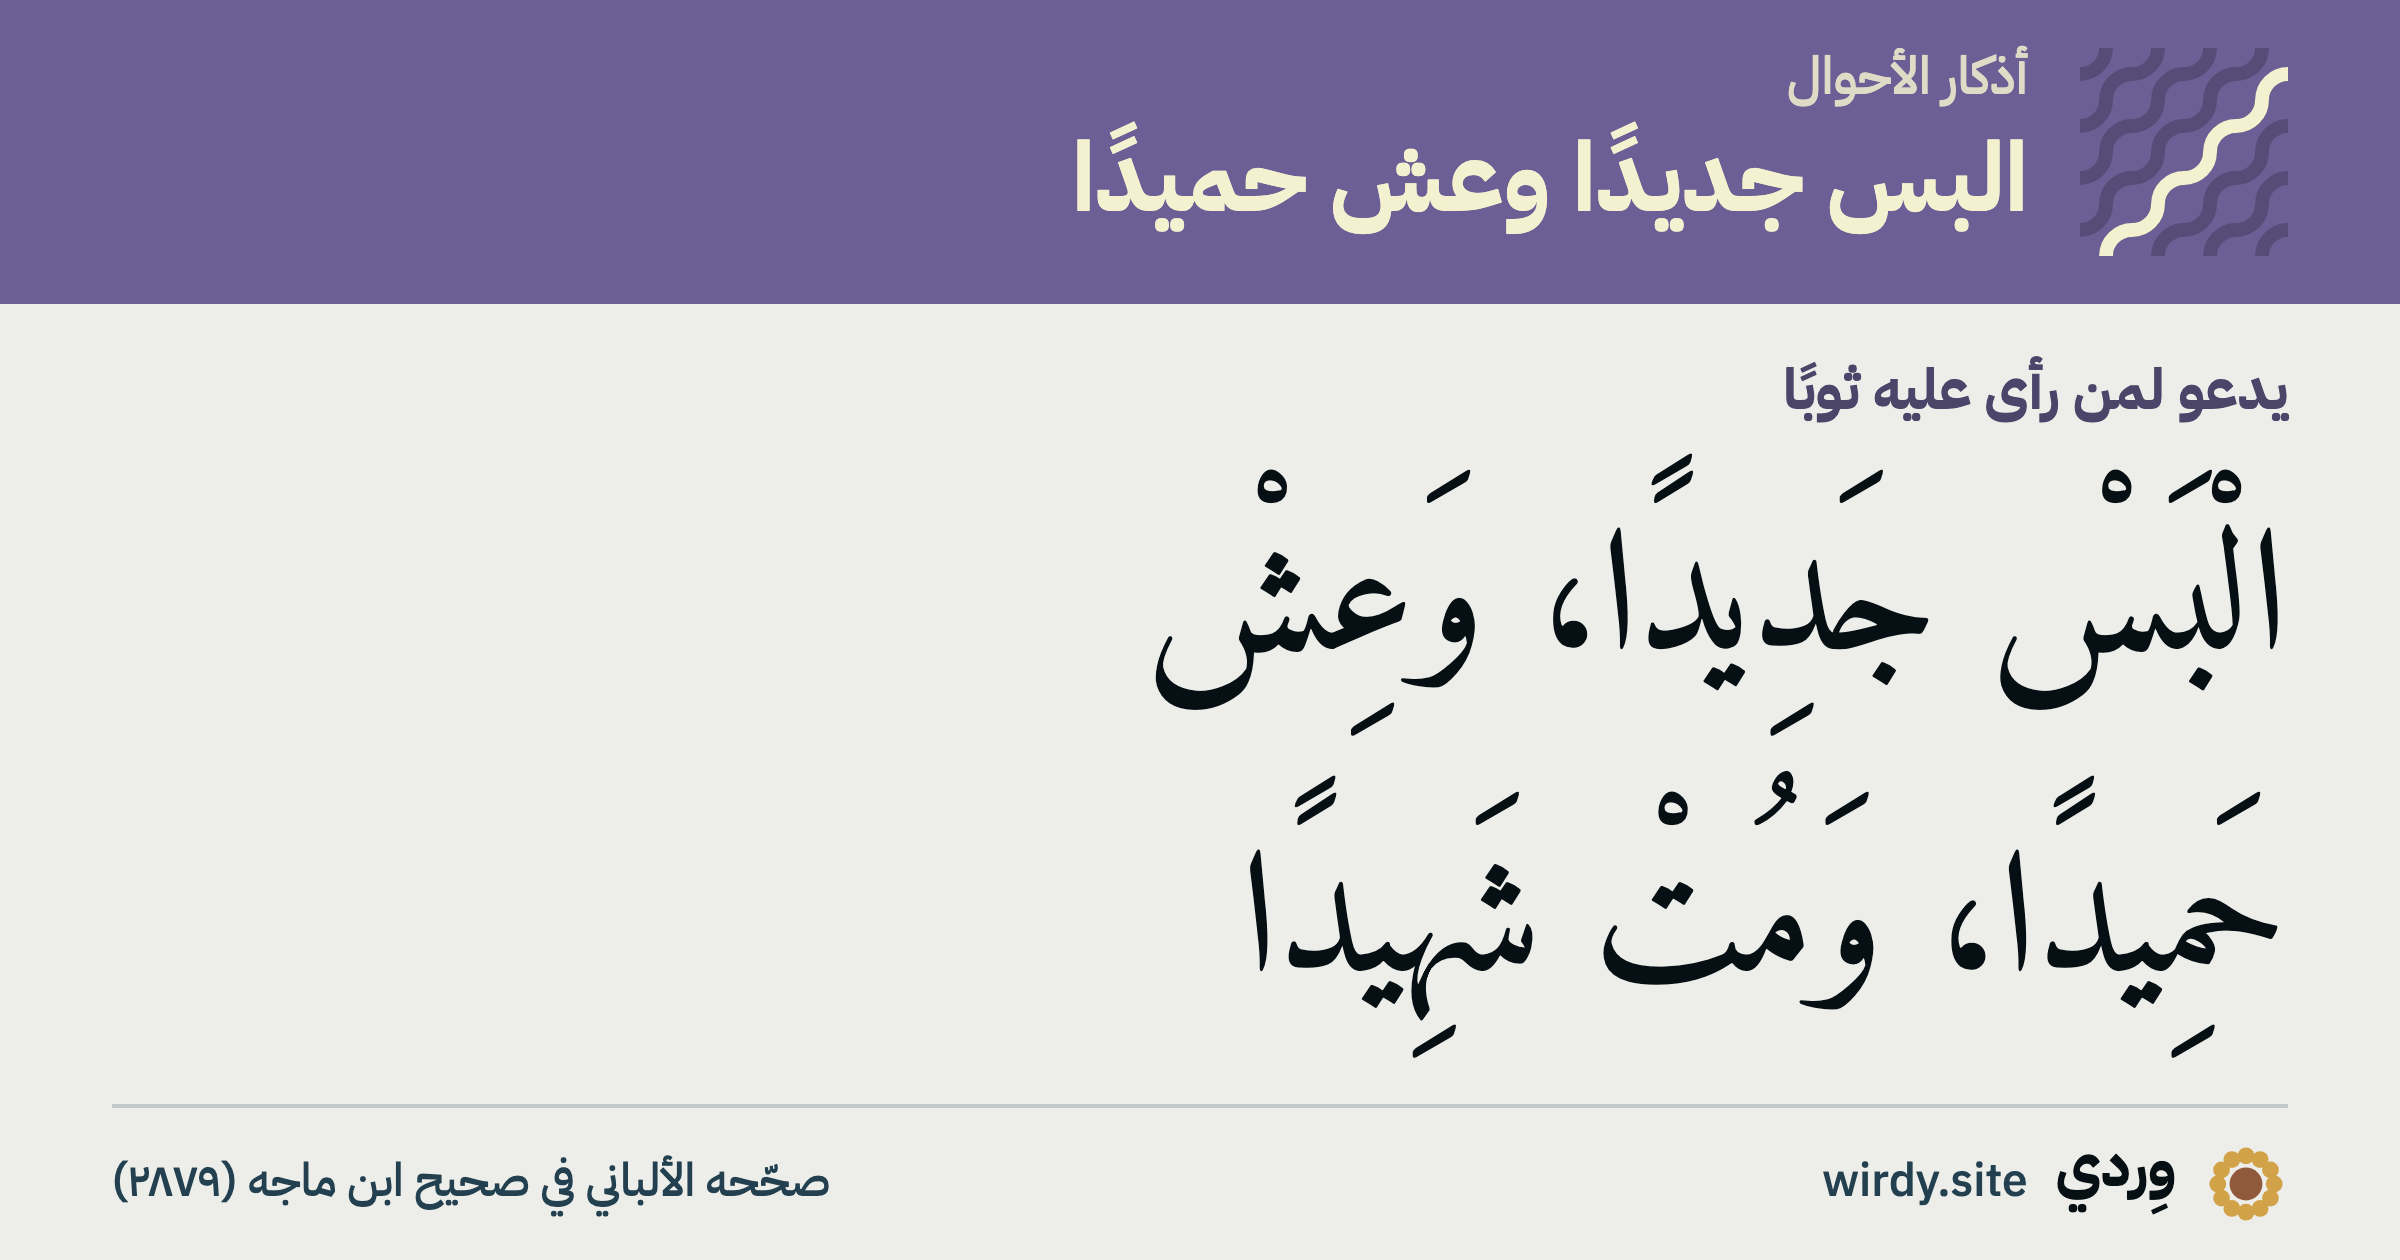 أذكار الأحوال
البس جديدًا وعش حميدًا
يدعو لمن رأى عليه ثوبًا
الْبَسْ جَدِيدًا، وَعِشْ
حَمِيدًا، وَمُتْ شَهِيدًا
وِردي wirdy.site
صحّحه الألباني في صحيح ابن ماجه (٢٨٧٩)